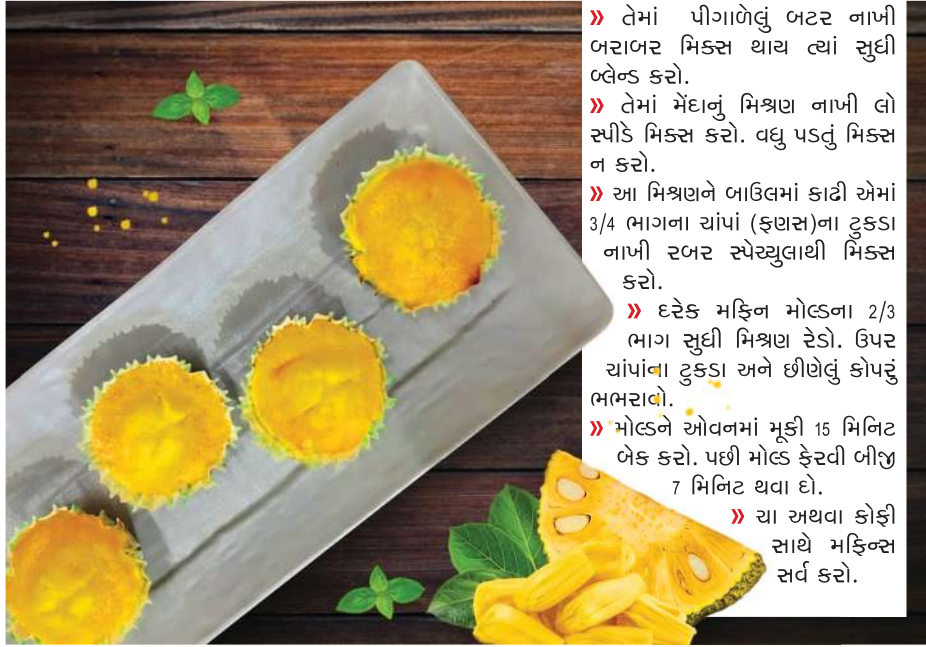 » તેમાં પીગાળેલું બટર નાખી
બરાબર મિક્સ થાય ત્યાં સુધી
બ્લેન્ડ કરો.
» તેમાં મેંદાનું મિશ્રણ નાખી લો
સ્પીડે મિક્સ કરો. વધુ પડતું મિક્સ
ન કરો.
» આ મિશ્રણને બાઉલમાં કાઢી એમાં
3/4 ભાગના ચાંપાં (ફણસ)ના ટુકડા
નાખી રબર સ્પેચ્યુલાથી મિક્સ
કરો.
» દરેક મફિન મોલ્ડના 2/3
ભાગ સુધી મિશ્રણ રેડો. ઉપર
ચાંપાંના ટુકડા અને છીણેલું કોપરું
ભભરાવો.
» મોલ્ડને ઓવનમાં મૂકી 15 મિનિટ
બેક કરો. પછી મોલ્ડ ફેરવી બીજી
7 મિનિટ થવા દો.
» ચા અથવા કોફી
સાથે મફિન્સ
સર્વ કરો.